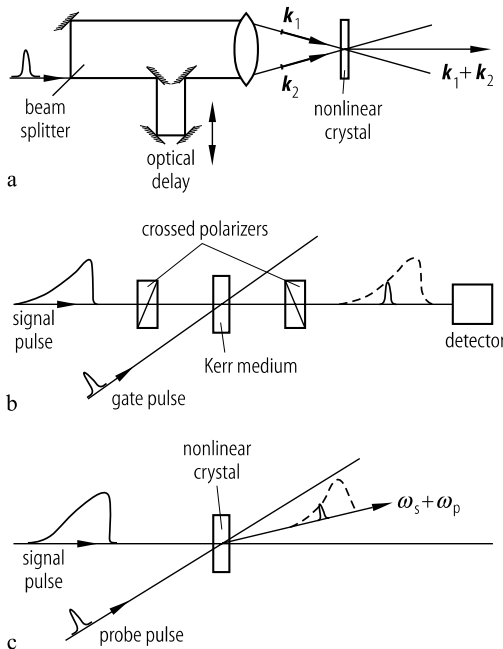 k₁
k₂
k₁ + k₂
beam
splitter
optical
delay
nonlinear
crystal
a
crossed polarizers
signal
pulse
Kerr medium
detector
gate pulse
b
nonlinear
crystal
ωₛ + ωₚ
signal
pulse
probe pulse
c